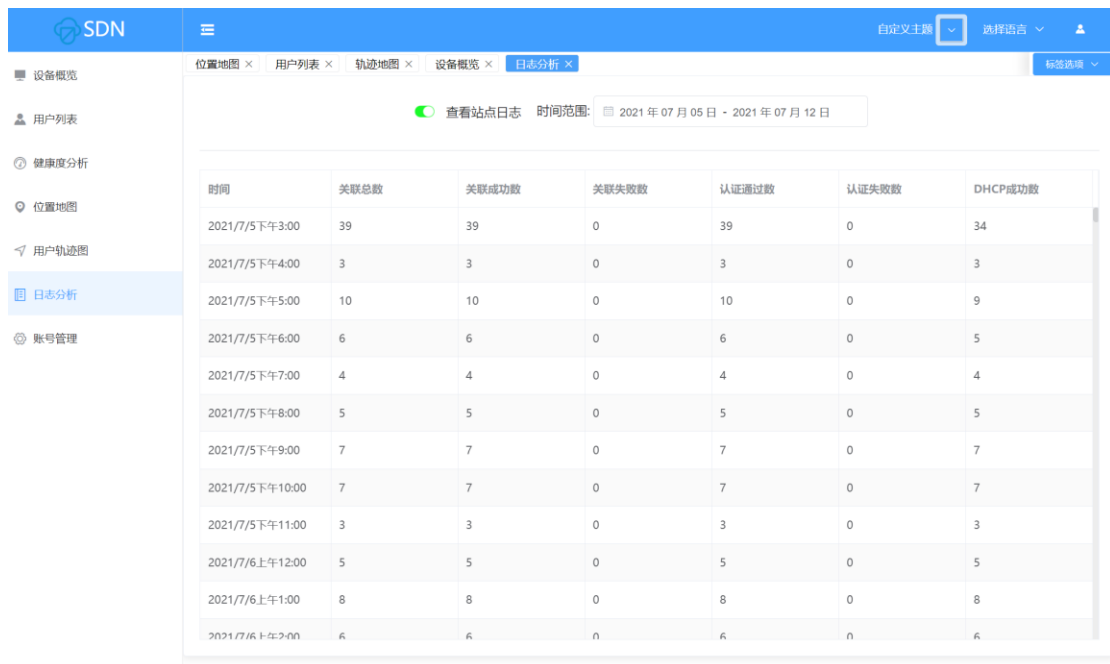 SDN 自定义主题 选择语言
设备概览
用户列表
健康度分析
位置地图
用户轨迹图
日志分析
账号管理
位置地图 × 用户列表 × 轨迹地图 × 设备概览 × 日志分析 × 标签选项
查看站点日志 时间范围: 2021 年 07 月 05 日 - 2021 年 07 月 12 日
时间 关联总数 关联成功数 关联失败数 认证通过数 认证失败数 DHCP成功数
2021/7/5下午3:00 39 39 0 39 0 34
2021/7/5下午4:00 3 3 0 3 0 3
2021/7/5下午5:00 10 10 0 10 0 9
2021/7/5下午6:00 6 6 0 6 0 5
2021/7/5下午7:00 4 4 0 4 0 4
2021/7/5下午8:00 5 5 0 5 0 5
2021/7/5下午9:00 7 7 0 7 0 7
2021/7/5下午10:00 7 7 0 7 0 7
2021/7/5下午11:00 3 3 0 3 0 3
2021/7/6上午12:00 5 5 0 5 0 5
2021/7/6上午1:00 8 8 0 8 0 8
2021/7/6上午2:00 6 6 0 6 0 6